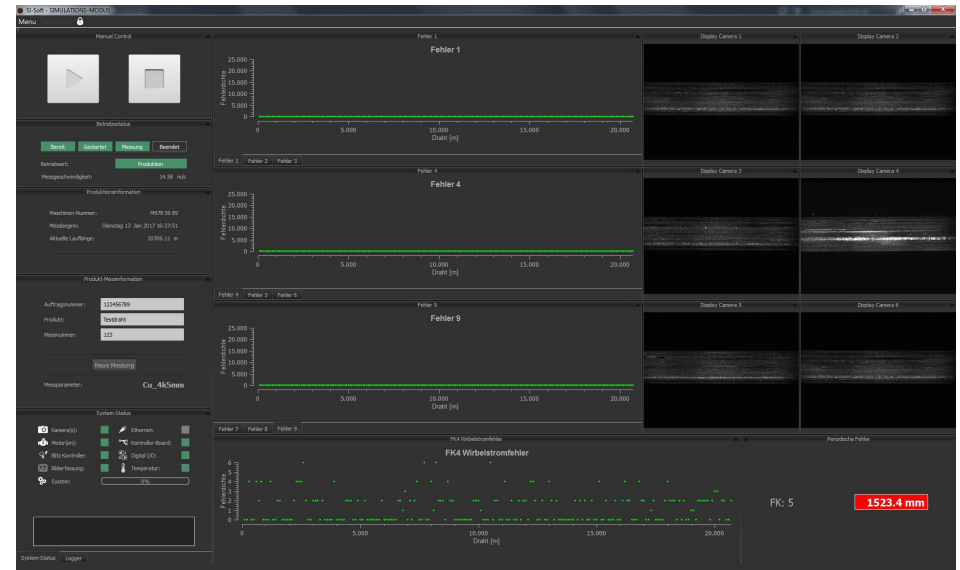 SI-Soft - SIMULATIONS-MODUS
Menu
Manual Control
Betriebsstatus
Bereit Gestartet Messung Beendet
Betriebsart: Produktion
Messgeschwindigkeit: 14.58 m/s
Produktionsinformation
Maschinen-Nummer: MS78 59 89
Messbeginn: Dienstag 17. Jan 2017 16:37:51
Aktuelle Lauflänge: 20769.11 m
Produkt-Messinformation
Auftragsnummer: 123456789
Produkt: Testdraht
Messnummer: 123
Neue Messung
Messparameter: Cu_4k5mm
System-Status
Kamera(s): Ethernet:
Motor(en): Kontroller-Board:
Blitz Kontroller: Digital I/O:
Bilderfassung: Temperatur:
System: 0%
System-Status Logger
Fehler 1
Fehler 1
Fehlerdichte
25.000
20.000
15.000
10.000
5.000
0
0 5.000 10.000 15.000 20.000
Draht [m]
Fehler 1 Fehler 2 Fehler 3
Fehler 4
Fehler 4
Fehlerdichte
25.000
20.000
15.000
10.000
5.000
0
0 5.000 10.000 15.000 20.000
Draht [m]
Fehler 4 Fehler 5 Fehler 6
Fehler 9
Fehler 9
Fehlerdichte
25.000
20.000
15.000
10.000
5.000
0
0 5.000 10.000 15.000 20.000
Draht [m]
Fehler 7 Fehler 8 Fehler 9
FK4 Wirbelstromfehler
FK4 Wirbelstromfehler
Fehlerdichte
6
5
4
3
2
1
0
0 5.000 10.000 15.000 20.000
Draht [m]
Display Camera 1 Display Camera 2
Display Camera 3 Display Camera 4
Display Camera 5 Display Camera 6
Periodische Fehler
FK: 5 1523.4 mm